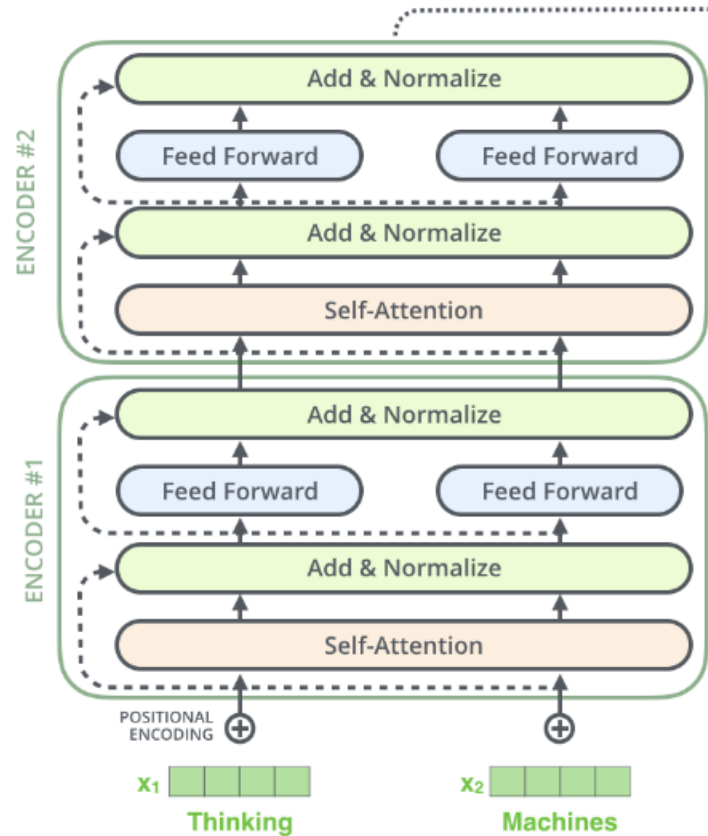 ENCODER #2
Add & Normalize
Feed Forward Feed Forward
Add & Normalize
Self-Attention
ENCODER #1
Add & Normalize
Feed Forward Feed Forward
Add & Normalize
Self-Attention
POSITIONAL
ENCODING
x₁ x₂
Thinking Machines